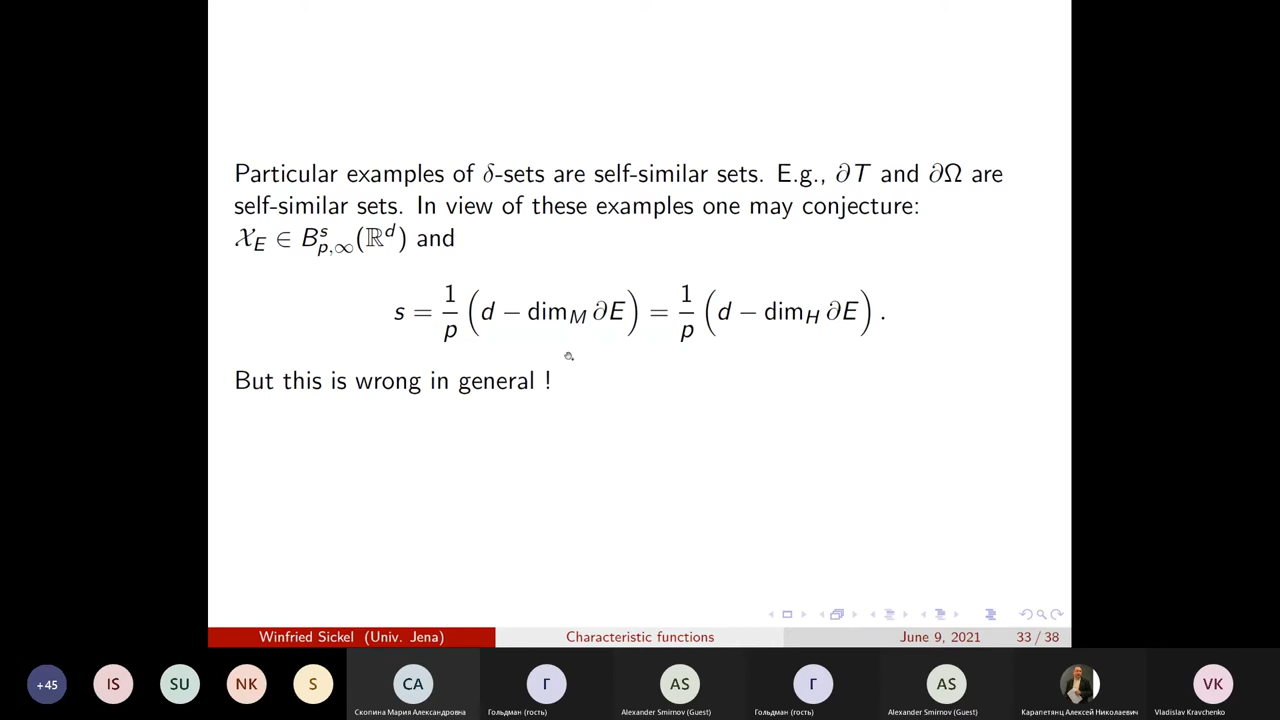 Particular examples of δ-sets are self-similar sets. E.g., ∂T and ∂Ω are
self-similar sets. In view of these examples one may conjecture:
𝒳_E ∈ B^s_{p,∞}(ℝ^d) and
s = 1/p (d − dim_M ∂E) = 1/p (d − dim_H ∂E).
But this is wrong in general !
Winfried Sickel (Univ. Jena) Characteristic functions June 9, 2021 33 / 38
+45 IS SU NK S CA Г AS Г AS VK
Скопина Мария Александровна Гольдман (гость) Alexander Smirnov (Guest) Гольдман (гость) Alexander Smirnov (Guest) Карапетянц Алексей Николаевич Vladislav Kravchenko